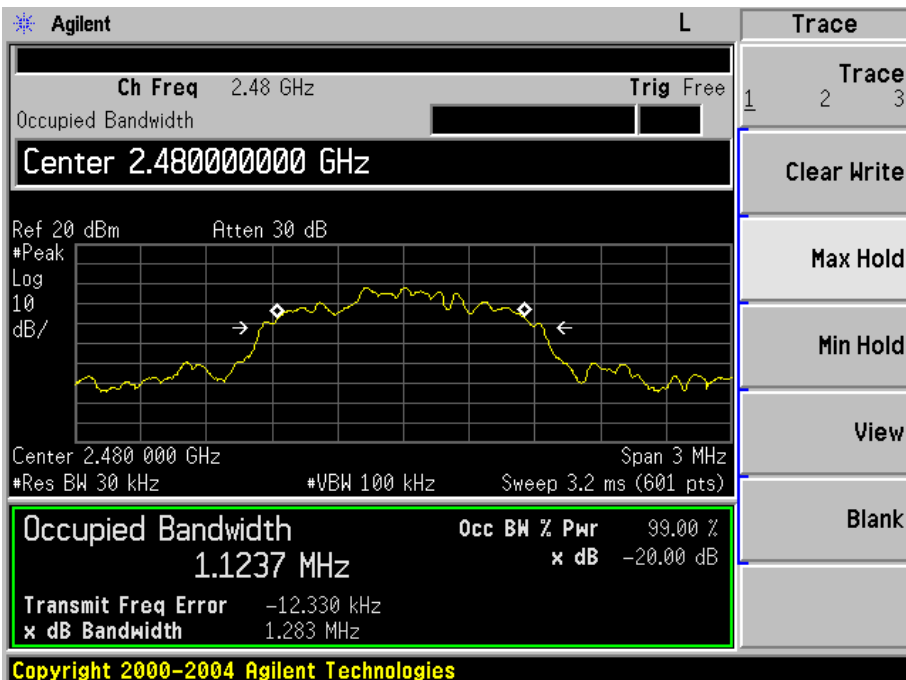 Agilent L Trace
Ch Freq 2.48 GHz Trig Free
Occupied Bandwidth
Center 2.480000000 GHz
Ref 20 dBm Atten 30 dB
#Peak
Log
10
dB/
Center 2.480 000 GHz Span 3 MHz
#Res BW 30 kHz #VBW 100 kHz Sweep 3.2 ms (601 pts)
Occupied Bandwidth Occ BW % Pwr 99.00 %
1.1237 MHz x dB -20.00 dB
Transmit Freq Error -12.330 kHz
x dB Bandwidth 1.283 MHz
Copyright 2000-2004 Agilent Technologies
Trace
1 2 3
Clear Write
Max Hold
Min Hold
View
Blank